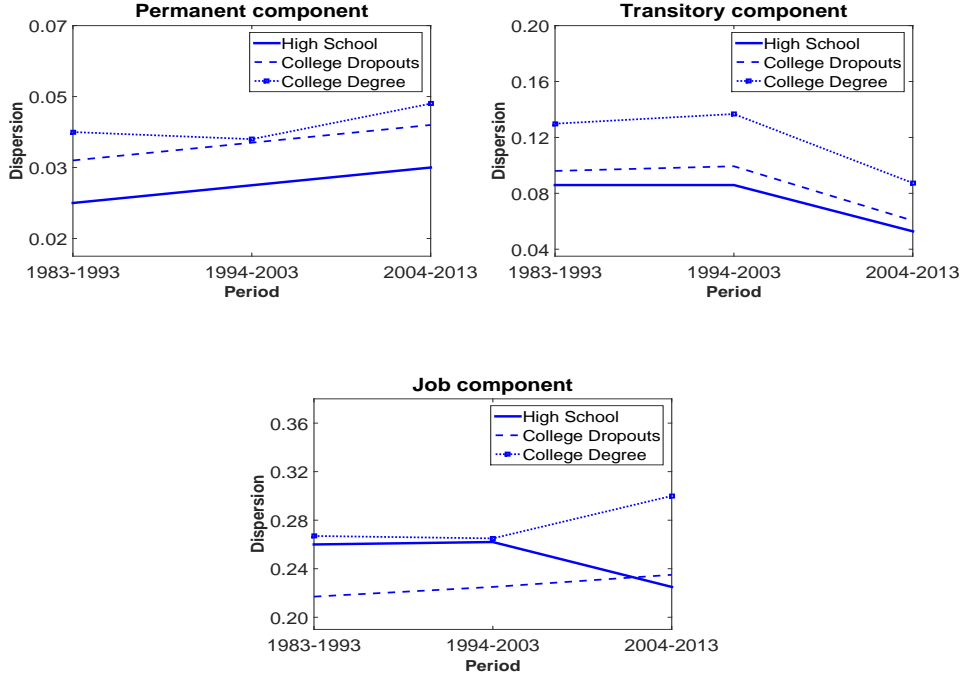 Permanent component
0.07
0.05
0.03
0.02
Dispersion
High School
College Dropouts
College Degree
1983-1993
1994-2003
2004-2013
Period
Transitory component
0.20
0.16
0.12
0.08
0.04
Dispersion
High School
College Dropouts
College Degree
1983-1993
1994-2003
2004-2013
Period
Job component
0.36
0.32
0.28
0.24
0.20
Dispersion
High School
College Dropouts
College Degree
1983-1993
1994-2003
2004-2013
Period